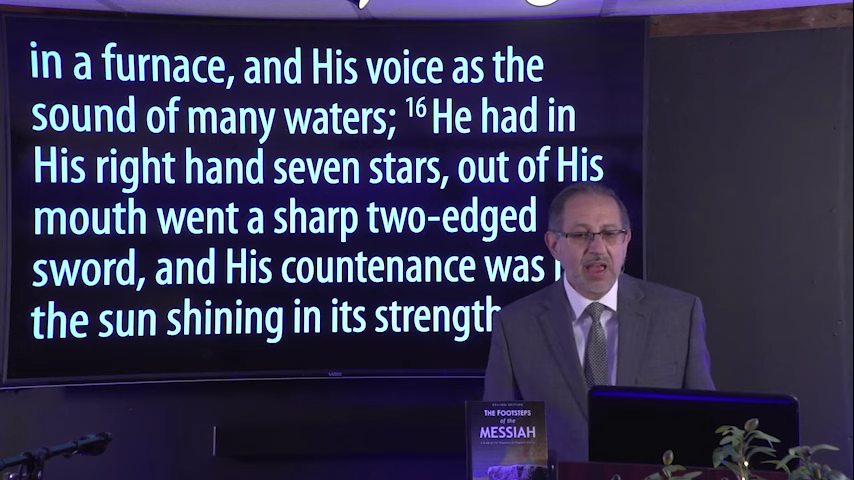 in a furnace, and His voice as the
sound of many waters; 16 He had in
His right hand seven stars, out of His
mouth went a sharp two-edged
sword, and His countenance was
the sun shining in its strength
SECOND EDITION
THE FOOTSTEPS
of the
MESSIAH